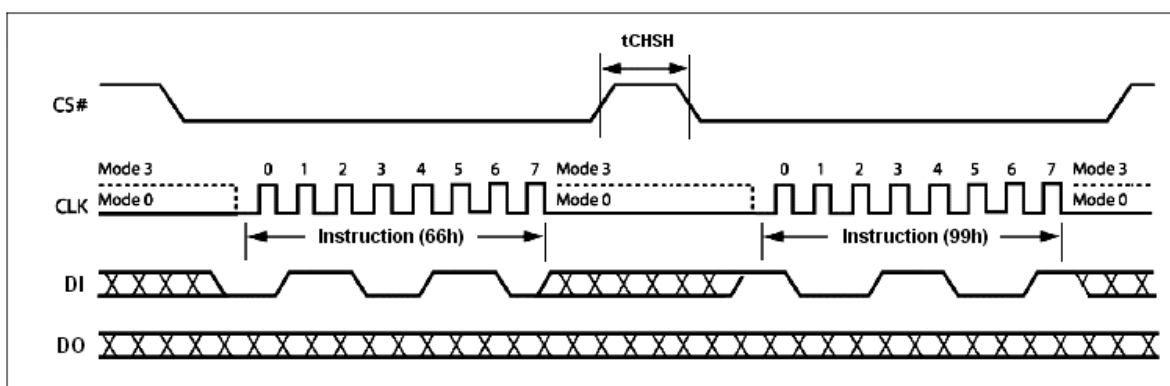 tCHSH
CS#
Mode 3 0 1 2 3 4 5 6 7 Mode 3 0 1 2 3 4 5 6 7 Mode 3
CLK Mode 0 Mode 0 Mode 0
Instruction (66h) Instruction (99h)
DI
DO